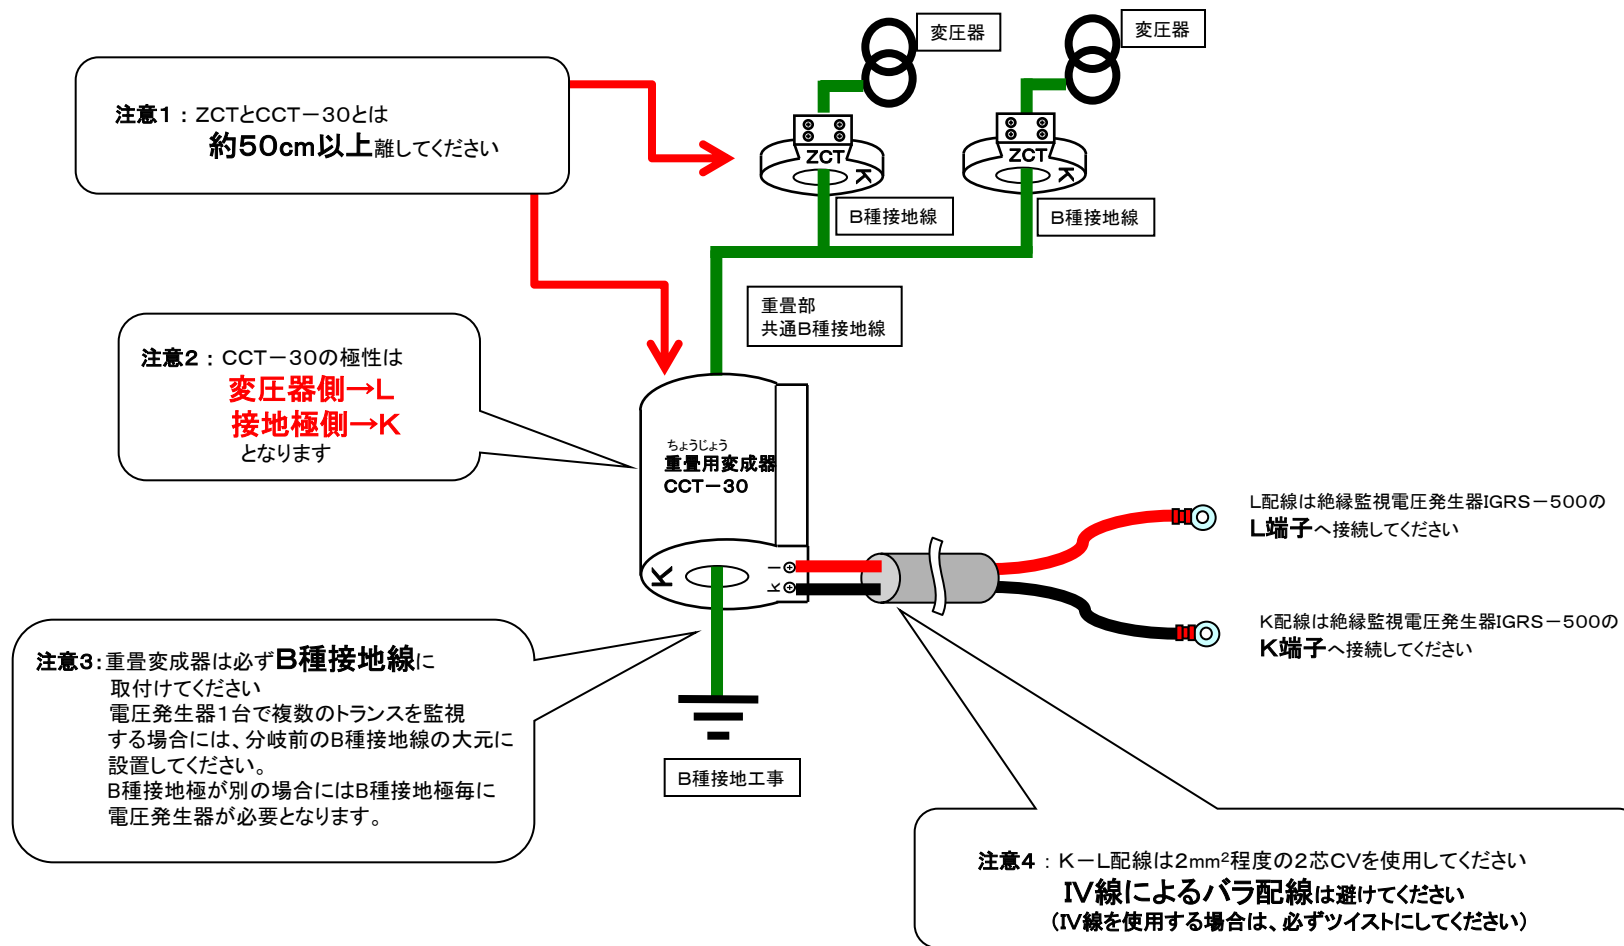 変圧器
変圧器
注意1：ZCTとCCT－30とは
約50cm以上離してください
ZCT
K
ZCT
K
B種接地線
B種接地線
重畳部
共通B種接地線
注意2：CCT－30の極性は
変圧器側→L
接地極側→K
となります
ちょうじょう
重畳用変成器
CCT－30
K
l
k
L配線は絶縁監視電圧発生器IGRS－500の
L端子へ接続してください
K配線は絶縁監視電圧発生器IGRS－500の
K端子へ接続してください
注意3：重畳変成器は必ずB種接地線に
取付けてください
電圧発生器1台で複数のトランスを監視
する場合には、分岐前のB種接地線の大元に
設置してください。
B種接地極が別の場合にはB種接地極毎に
電圧発生器が必要となります。
B種接地工事
注意4：K－L配線は2mm²程度の2芯CVを使用してください
IV線によるバラ配線は避けてください
（IV線を使用する場合は、必ずツイストにしてください）